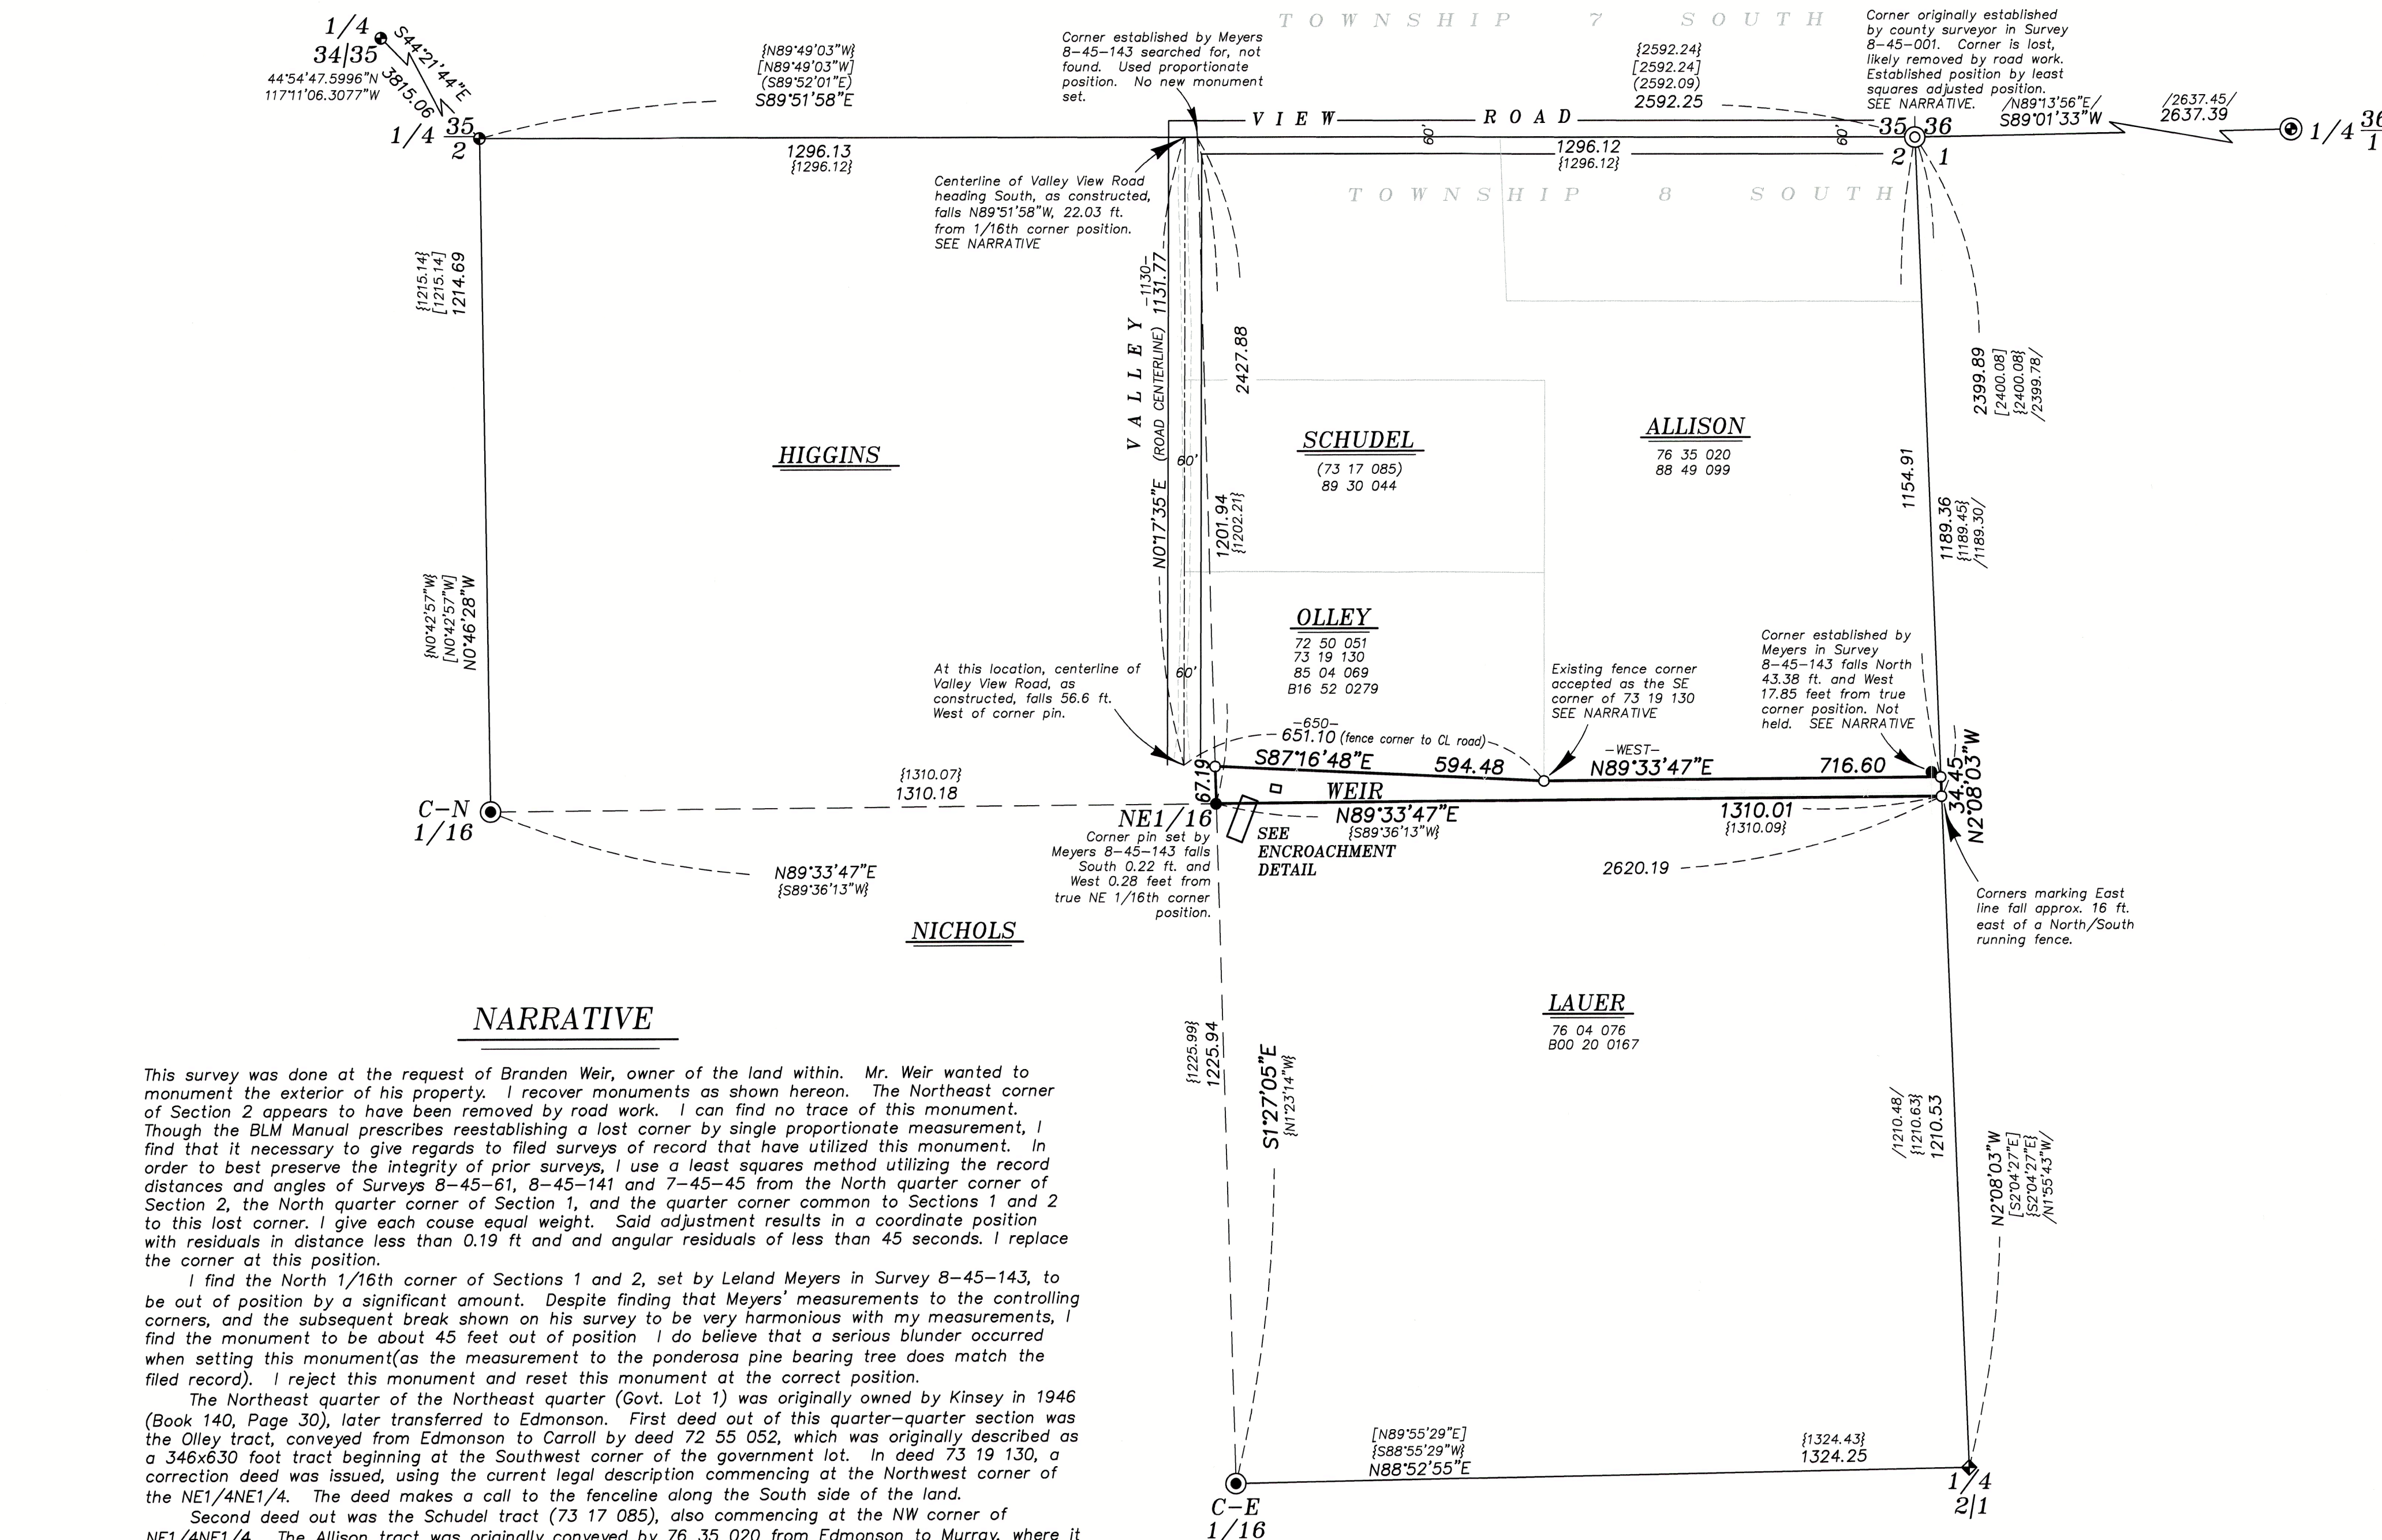 TOWNSHIP 7 SOUTH
1/4
34|35
44°54'47.5996"N
117°11'06.3077"W
S44°21'44"E
3815.06
{N89°49'03"W}
[N89°49'03"W]
(S89°52'01"E)
S89°51'58"E
Corner established by Meyers
8-45-143 searched for, not
found. Used proportionate
position. No new monument
set.
{2592.24}
[2592.24]
(2592.09)
2592.25
Corner originally established
by county surveyor in Survey
8-45-001. Corner is lost,
likely removed by road work.
Established position by least
squares adjusted position.
SEE NARRATIVE.
/N89°13'56"E/
S89°01'33"W
/2637.45/
2637.39
1/4 36
1
1/4 35
2
VIEW ROAD
60'
60'
35 36
2 1
1296.13
{1296.12}
1296.12
{1296.12}
TOWNSHIP 8 SOUTH
Centerline of Valley View Road
heading South, as constructed,
falls N89°51'58"W, 22.03 ft.
from 1/16th corner position.
SEE NARRATIVE
{1215.14}
[1215.14]
1214.69
{N0°42'57"W}
[N0°42'57"W]
N0°46'28"W
VALLEY
-1130-
N0°17'35"E (ROAD CENTERLINE) 1131.77
60'
60'
2427.88
1201.94
{1202.21}
HIGGINS
SCHUDEL
(73 17 085)
89 30 044
ALLISON
76 35 020
88 49 099
2399.89
[2400.08]
{2400.08}
/2399.78/
1154.91
1189.36
{1189.45}
/1189.30/
OLLEY
72 50 051
73 19 130
85 04 069
B16 52 0279
At this location, centerline of
Valley View Road, as
constructed, falls 56.6 ft.
West of corner pin.
Existing fence corner
accepted as the SE
corner of 73 19 130
SEE NARRATIVE
Corner established by
Meyers in Survey
8-45-143 falls North
43.38 ft. and West
17.85 feet from true
corner position. Not
held. SEE NARRATIVE
-650-
651.10 (fence corner to CL road)
S87°16'48"E 594.48
-WEST-
N89°33'47"E 716.60
67.19
WEIR
34.45
N2°08'03"W
{1310.07}
1310.18
C-N
1/16
NE1/16
N89°33'47"E
{S89°36'13"W}
1310.01
{1310.09}
Corner pin set by
Meyers 8-45-143 falls
South 0.22 ft. and
West 0.28 feet from
true NE 1/16th corner
position.
SEE
ENCROACHMENT
DETAIL
2620.19
N89°33'47"E
{S89°36'13"W}
Corners marking East
line fall approx. 16 ft.
east of a North/South
running fence.
NICHOLS
LAUER
76 04 076
B00 20 0167
{1225.99}
1225.94
S1°27'05"E
{N1°23'14"W}
/1210.48/
{1210.63}
1210.53
N2°08'03"W
[S2°04'27"E]
{S2°04'27"E}
/N1°55'43"W/
[N89°55'29"E]
{S88°55'29"W}
N88°52'55"E
{1324.43}
1324.25
C-E
1/16
1/4
2|1
NARRATIVE
This survey was done at the request of Branden Weir, owner of the land within. Mr. Weir wanted to
monument the exterior of his property. I recover monuments as shown hereon. The Northeast corner
of Section 2 appears to have been removed by road work. I can find no trace of this monument.
Though the BLM Manual prescribes reestablishing a lost corner by single proportionate measurement, I
find that it necessary to give regards to filed surveys of record that have utilized this monument. In
order to best preserve the integrity of prior surveys, I use a least squares method utilizing the record
distances and angles of Surveys 8-45-61, 8-45-141 and 7-45-45 from the North quarter corner of
Section 2, the North quarter corner of Section 1, and the quarter corner common to Sections 1 and 2
to this lost corner. I give each couse equal weight. Said adjustment results in a coordinate position
with residuals in distance less than 0.19 ft and and angular residuals of less than 45 seconds. I replace
the corner at this position.
I find the North 1/16th corner of Sections 1 and 2, set by Leland Meyers in Survey 8-45-143, to
be out of position by a significant amount. Despite finding that Meyers' measurements to the controlling
corners, and the subsequent break shown on his survey to be very harmonious with my measurements, I
find the monument to be about 45 feet out of position I do believe that a serious blunder occurred
when setting this monument(as the measurement to the ponderosa pine bearing tree does match the
filed record). I reject this monument and reset this monument at the correct position.
The Northeast quarter of the Northeast quarter (Govt. Lot 1) was originally owned by Kinsey in 1946
(Book 140, Page 30), later transferred to Edmonson. First deed out of this quarter-quarter section was
the Olley tract, conveyed from Edmonson to Carroll by deed 72 55 052, which was originally described as
a 346x630 foot tract beginning at the Southwest corner of the government lot. In deed 73 19 130, a
correction deed was issued, using the current legal description commencing at the Northwest corner of
the NE1/4NE1/4. The deed makes a call to the fenceline along the South side of the land.
Second deed out was the Schudel tract (73 17 085), also commencing at the NW corner of
NE1/4NE1/4. The Allison tract was originally conveyed by 76 35 020 from Edmonson to Murray, where it